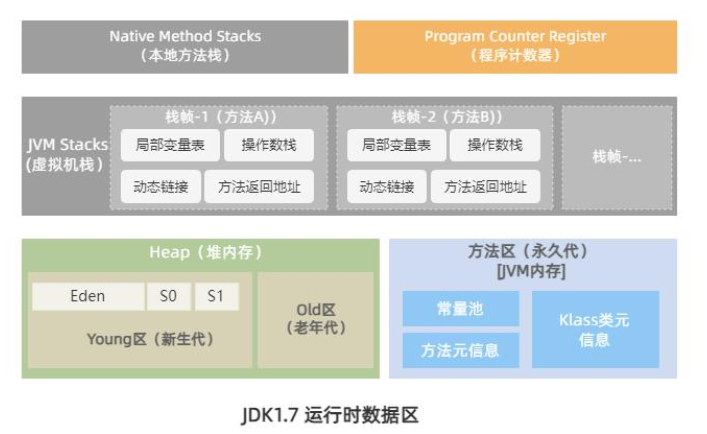 Native Method Stacks
（本地方法栈）
Program Counter Register
（程序计数器）
JVM Stacks
(虚拟机栈）
栈帧-1（方法A)）
局部变量表
操作数栈
动态链接
方法返回地址
栈帧-2（方法B)）
局部变量表
操作数栈
动态链接
方法返回地址
栈帧-...
Heap（堆内存）
Eden
S0
S1
Young区（新生代）
Old区
（老年代）
方法区（永久代）
[JVM内存]
常量池
方法元信息
Klass类元
信息
JDK1.7 运行时数据区